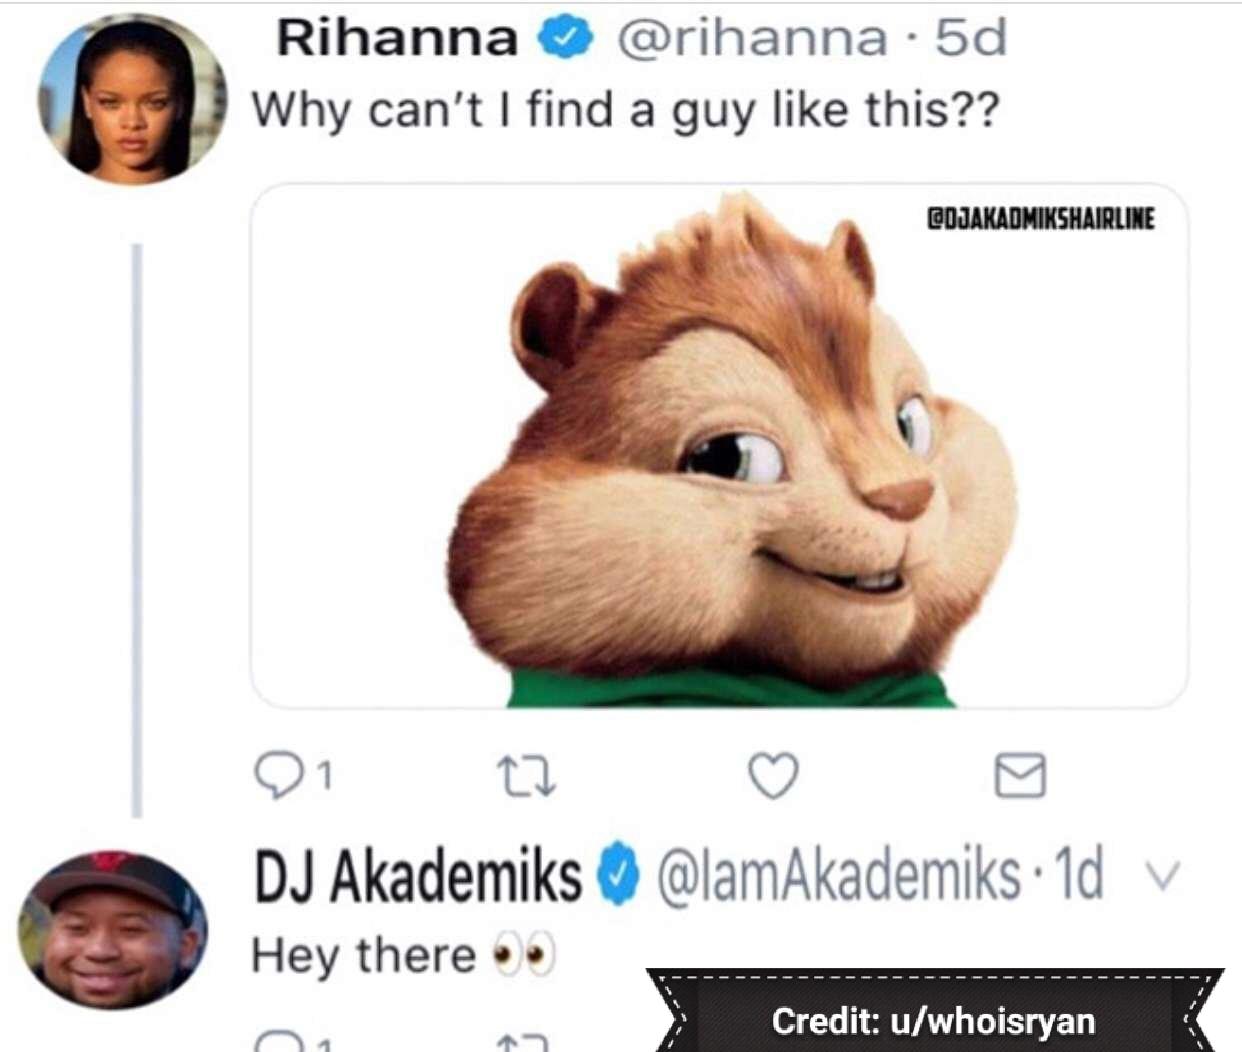 Rihanna @rihanna · 5d
Why can't I find a guy like this??
@DJAKADMIKSHAIRLINE
1
DJ Akademiks @IamAkademiks · 1d
Hey there 👀
1
Credit: u/whoisryan